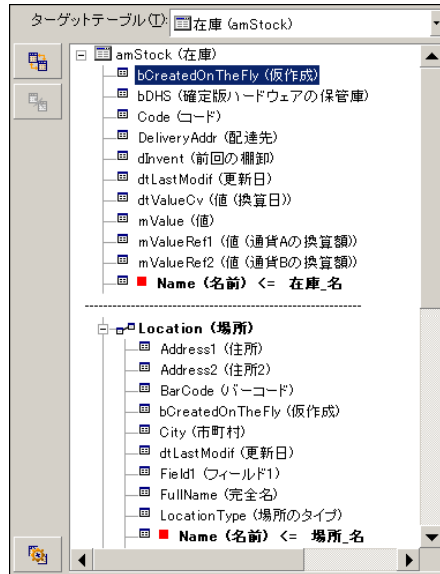 ターゲットテーブル(T): 在庫 (amStock)
amStock (在庫)
bCreatedOnTheFly (仮作成)
bDHS (確定版ハードウェアの保管庫)
Code (コード)
DeliveryAddr (配達先)
dInvent (前回の棚卸)
dtLastModif (更新日)
dtValueCv (値 (換算日))
mValue (値)
mValueRef1 (値 (通貨Aの換算額))
mValueRef2 (値 (通貨Bの換算額))
Name (名前) <= 在庫_名
Location (場所)
Address1 (住所)
Address2 (住所2)
BarCode (バーコード)
bCreatedOnTheFly (仮作成)
City (市町村)
dtLastModif (更新日)
Field1 (フィールド1)
FullName (完全名)
LocationType (場所のタイプ)
Name (名前) <= 場所_名